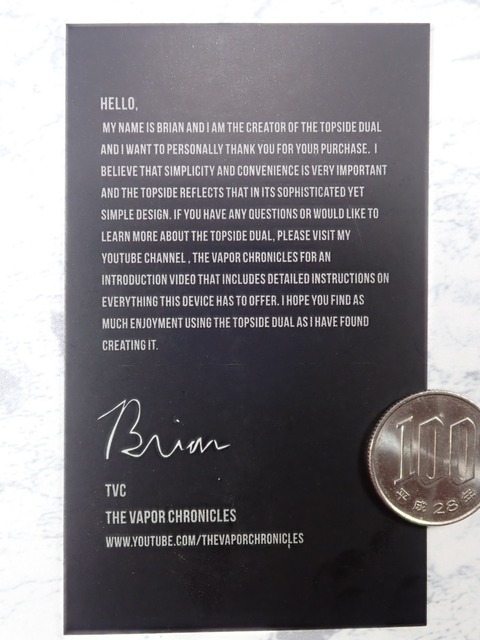 HELLO,
MY NAME IS BRIAN AND I AM THE CREATOR OF THE TOPSIDE DUAL
AND I WANT TO PERSONALLY THANK YOU FOR YOUR PURCHASE. I
BELIEVE THAT SIMPLICITY AND CONVENIENCE IS VERY IMPORTANT
AND THE TOPSIDE REFLECTS THAT IN ITS SOPHISTICATED YET
SIMPLE DESIGN. IF YOU HAVE ANY QUESTIONS OR WOULD LIKE TO
LEARN MORE ABOUT THE TOPSIDE DUAL, PLEASE VISIT MY
YOUTUBE CHANNEL , THE VAPOR CHRONICLES FOR AN
INTRODUCTION VIDEO THAT INCLUDES DETAILED INSTRUCTIONS ON
EVERYTHING THIS DEVICE HAS TO OFFER. I HOPE YOU FIND AS
MUCH ENJOYMENT USING THE TOPSIDE DUAL AS I HAVE FOUND
CREATING IT.
Brian
TVC
THE VAPOR CHRONICLES
WWW.YOUTUBE.COM/THEVAPORCHRONICLES
100
平成28年